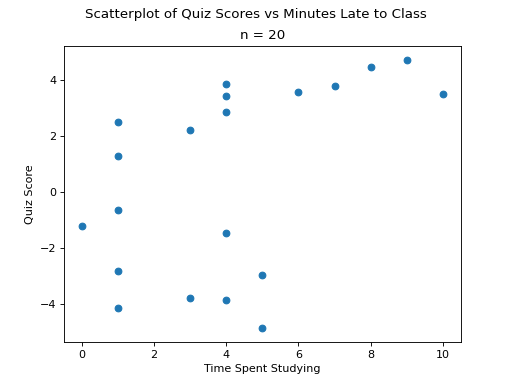 Scatterplot of Quiz Scores vs Minutes Late to Class
n = 20
4
2
0
−2
−4
Quiz Score
0 2 4 6 8 10
Time Spent Studying